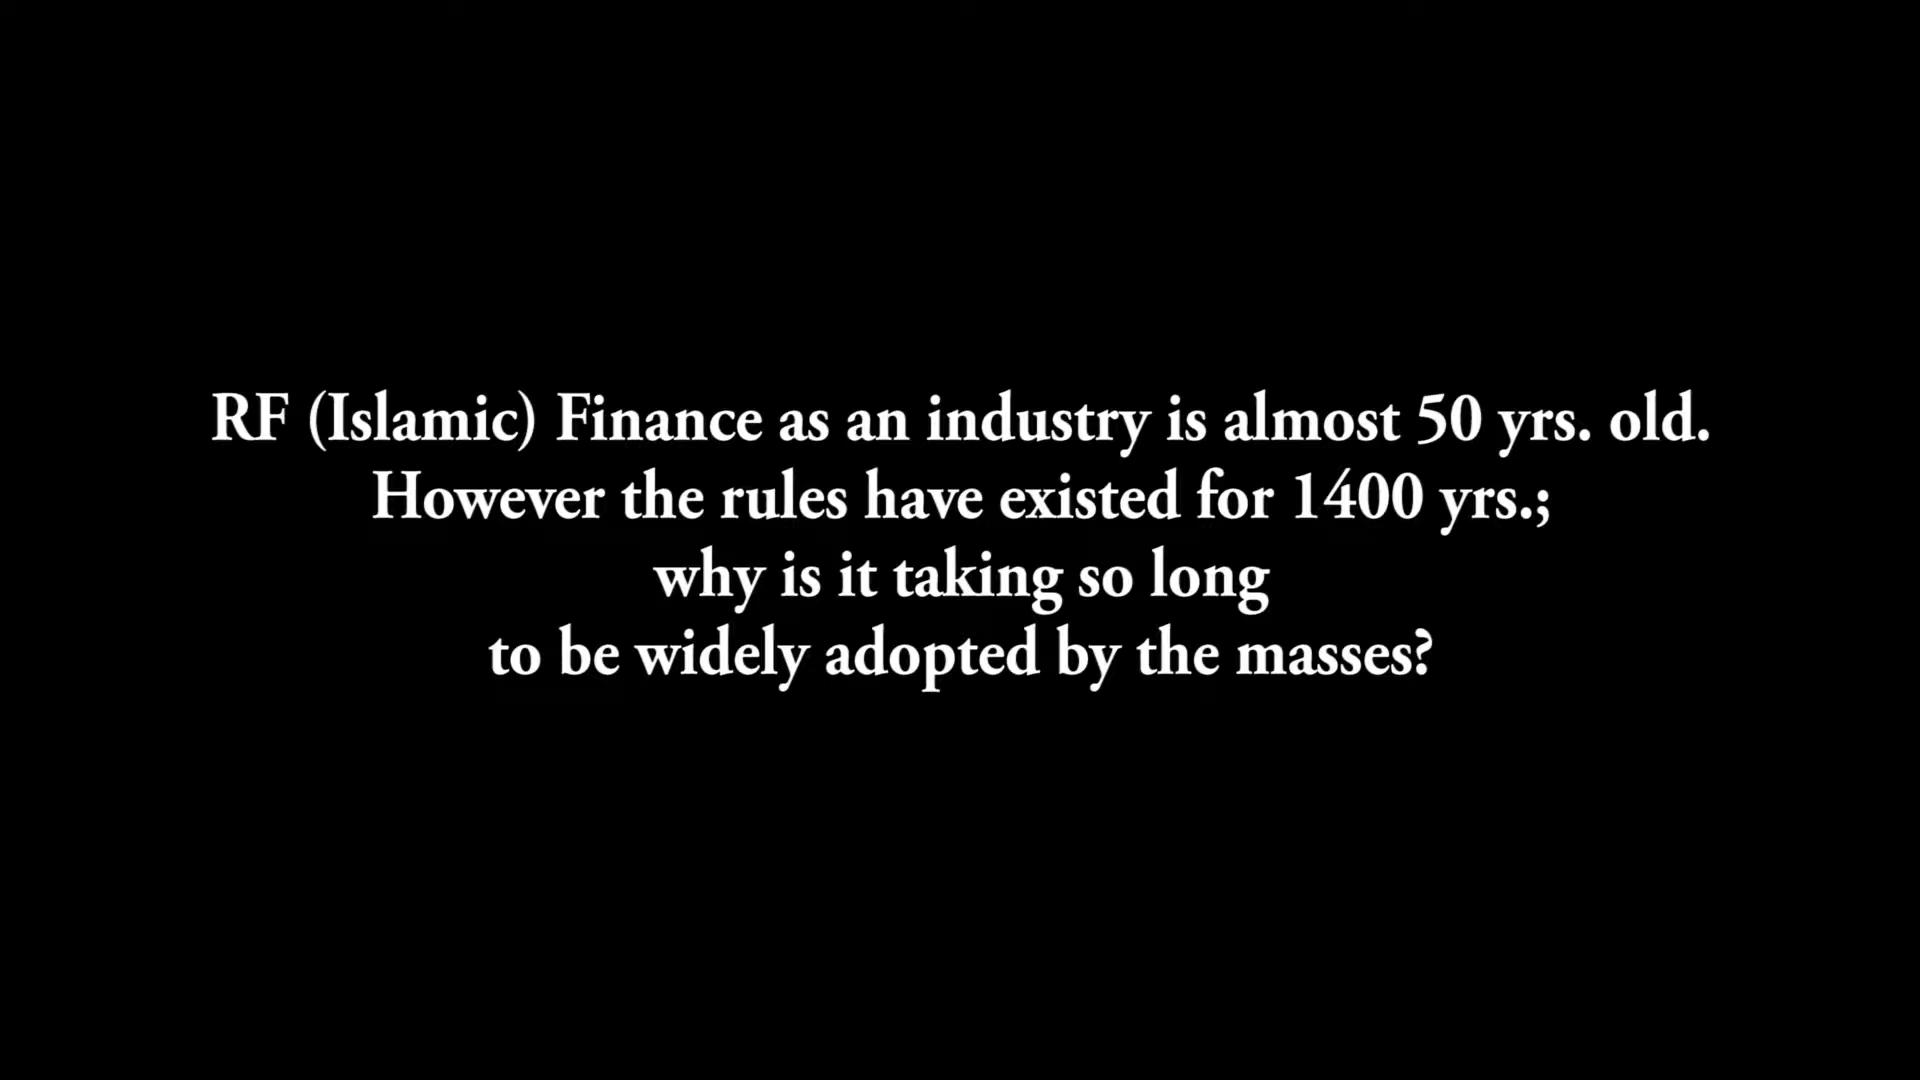 RF (Islamic) Finance as an industry is almost 50 yrs. old.
However the rules have existed for 1400 yrs.;
why is it taking so long
to be widely adopted by the masses?